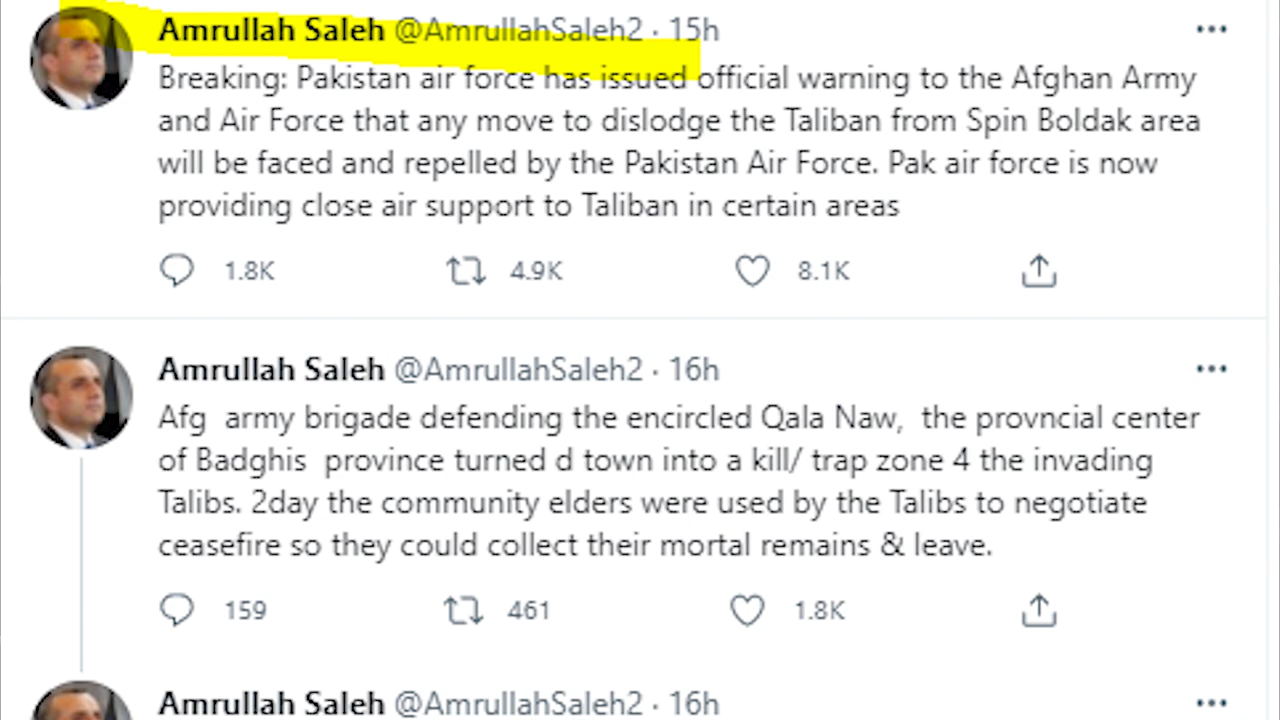 Amrullah Saleh @AmrullahSaleh2 · 15h
Breaking: Pakistan air force has issued official warning to the Afghan Army
and Air Force that any move to dislodge the Taliban from Spin Boldak area
will be faced and repelled by the Pakistan Air Force. Pak air force is now
providing close air support to Taliban in certain areas
1.8K 4.9K 8.1K
Amrullah Saleh @AmrullahSaleh2 · 16h
Afg army brigade defending the encircled Qala Naw, the provncial center
of Badghis province turned d town into a kill/ trap zone 4 the invading
Talibs. 2day the community elders were used by the Talibs to negotiate
ceasefire so they could collect their mortal remains & leave.
159 461 1.8K
Amrullah Saleh @AmrullahSaleh2 · 16h